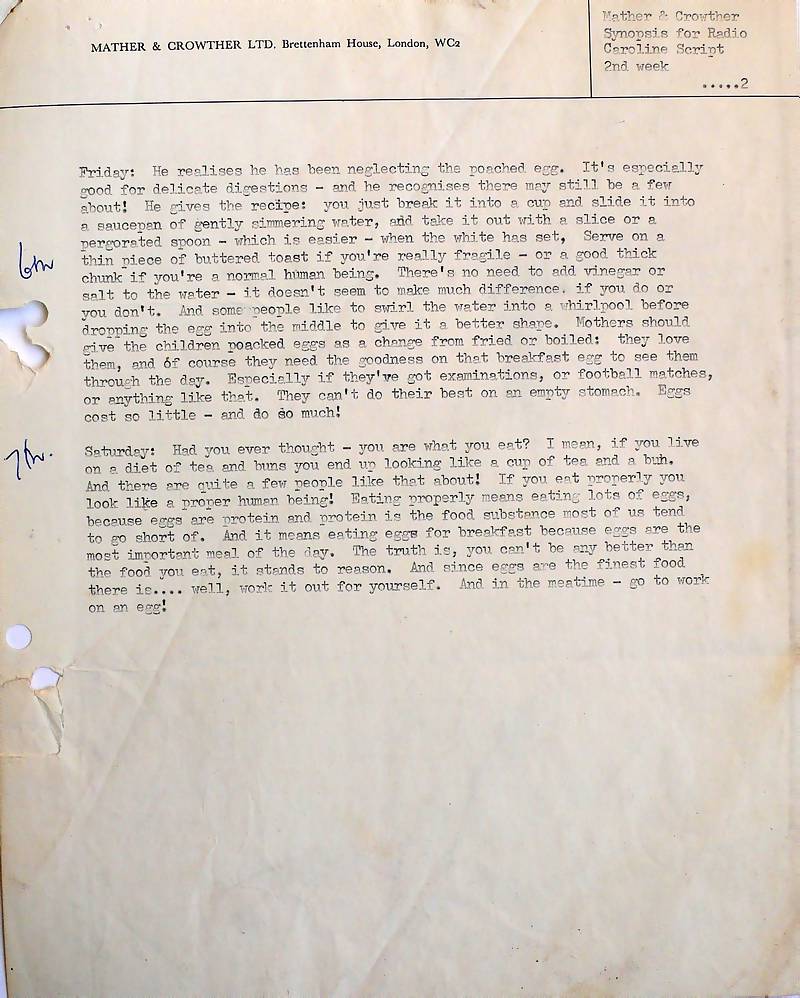 MATHER & CROWTHER LTD. Brettenham House, London, WC2
Mather & Crowther
Synopsis for Radio
Caroline Script
2nd week
.....2
Friday: He realises he has been neglecting the poached egg. It's especially
good for delicate digestions - and he recognises there may still be a few
about! He gives the recipe: you just break it into a cup and slide it into
a saucepan of gently simmering water, and take it out with a slice or a
pergorated spoon - which is easier - when the white has set, Serve on a
thin piece of buttered toast if you're really fragile - or a good thick
chunk if you're a normal human being. There's no need to add vinegar or
salt to the water - it doesn't seem to make much difference. if you do or
you don't. And some people like to swirl the water into a whirlpool before
dropping the egg into the middle to give it a better shape. Mothers should
give the children poacked eggs as a change from fried or boiled: they love
them, and of course they need the goodness on that breakfast egg to see them
through the day. Especially if they've got examinations, or football matches,
or anything like that. They can't do their best on an empty stomach. Eggs
cost so little - and do so much!
Saturday: Had you ever thought - you are what you eat? I mean, if you live
on a diet of tea and buns you end up looking like a cup of tea and a bun.
And there are quite a few people like that about! If you eat properly you
look like a proper human being! Eating properly means eating lots of eggs,
because eggs are protein and protein is the food substance most of us tend
to go short of. And it means eating eggs for breakfast because eggs are the
most important meal of the day. The truth is, you can't be any better than
the food you eat, it stands to reason. And since eggs are the finest food
there is.... well, work it out for yourself. And in the meatime - go to work
on an egg!